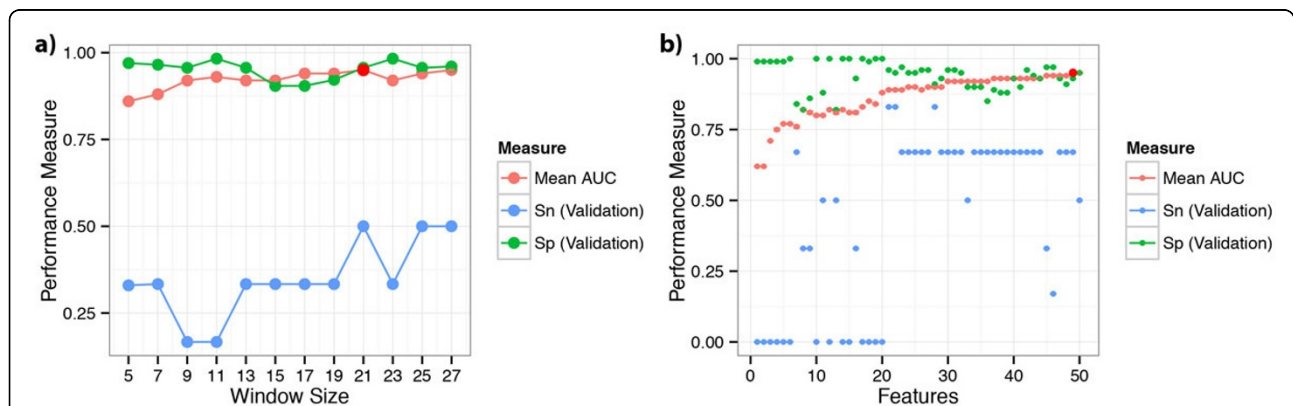 a)
1.00
0.75
0.50
0.25
Performance Measure
5 7 9 11 13 15 17 19 21 23 25 27
Window Size
Measure
Mean AUC
Sn (Validation)
Sp (Validation)
b)
1.00
0.75
0.50
0.25
0.00
Performance Measure
0 10 20 30 40 50
Features
Measure
Mean AUC
Sn (Validation)
Sp (Validation)